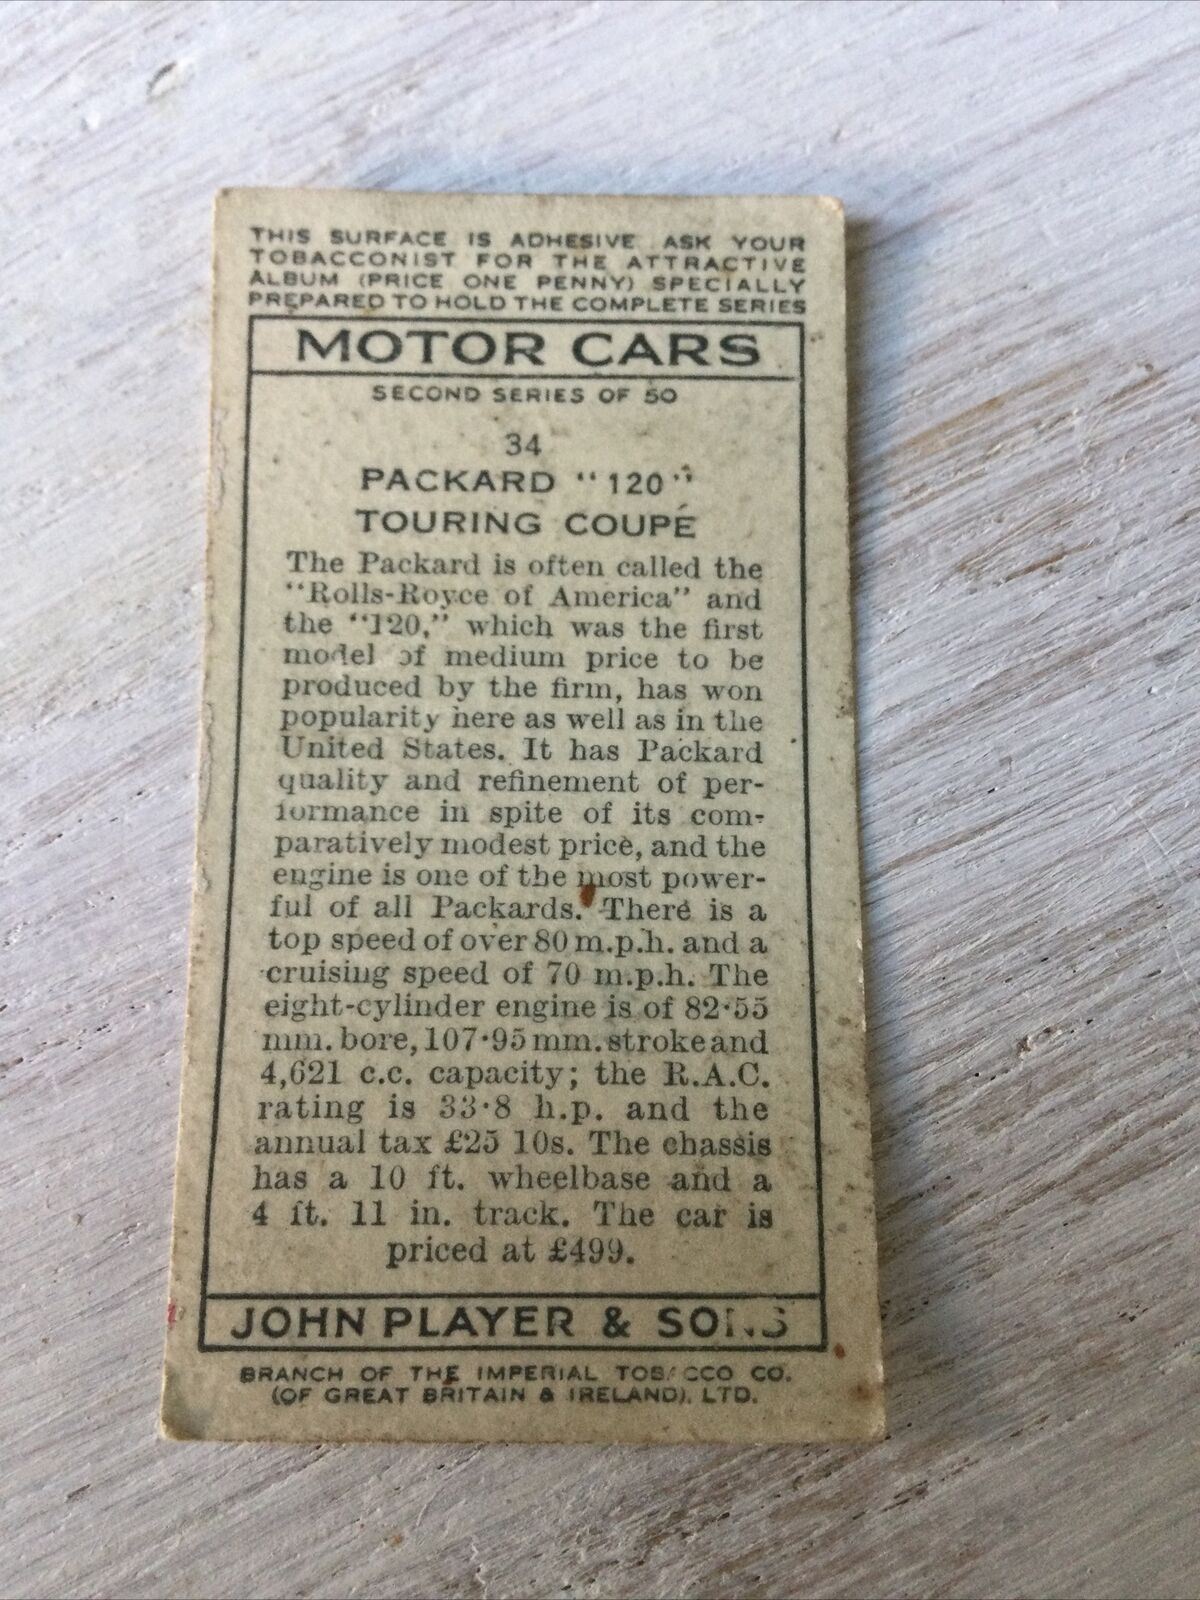 THIS SURFACE IS ADHESIVE. ASK YOUR
TOBACCONIST FOR THE ATTRACTIVE
ALBUM (PRICE ONE PENNY) SPECIALLY
PREPARED TO HOLD THE COMPLETE SERIES
MOTOR CARS
SECOND SERIES OF 50
34
PACKARD "120"
TOURING COUPÉ
The Packard is often called the
"Rolls-Royce of America" and
the "120," which was the first
model of medium price to be
produced by the firm, has won
popularity here as well as in the
United States. It has Packard
quality and refinement of per-
formance in spite of its com-
paratively modest price, and the
engine is one of the most power-
ful of all Packards. There is a
top speed of over 80 m.p.h. and a
cruising speed of 70 m.p.h. The
eight-cylinder engine is of 82·55
mm. bore, 107·95 mm. stroke and
4,621 c.c. capacity; the R.A.C.
rating is 33·8 h.p. and the
annual tax £25 10s. The chassis
has a 10 ft. wheelbase and a
4 ft. 11 in. track. The car is
priced at £499.
JOHN PLAYER & SONS
BRANCH OF THE IMPERIAL TOBACCO CO.
(OF GREAT BRITAIN & IRELAND), LTD.